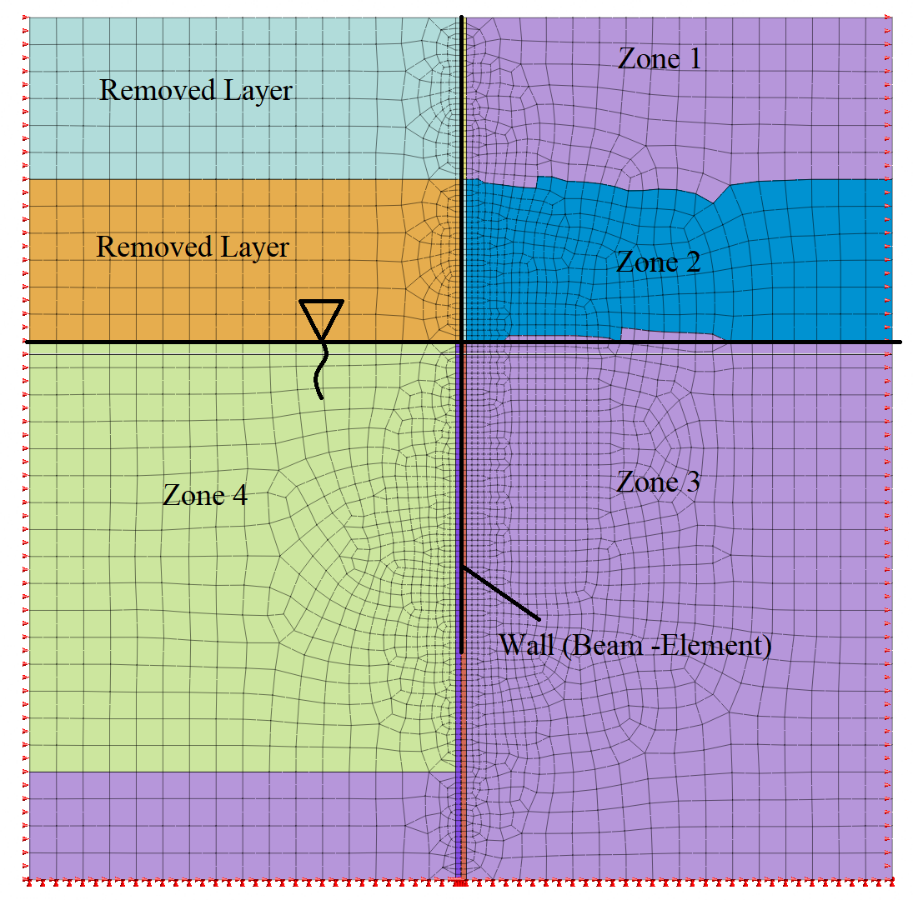 Zone 1
Removed Layer
Removed Layer
Zone 2
Zone 3
Zone 4
Wall (Beam -Element)